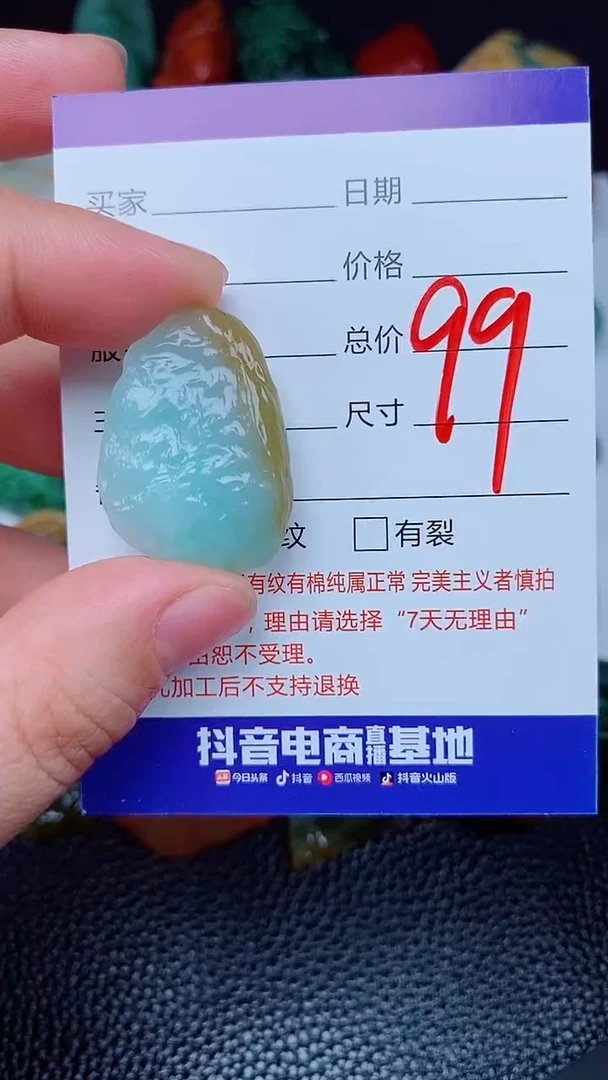 买家 日期
价格
总价 99
尺寸
纹 有裂
有纹有棉纯属正常 完美主义者慎拍
，理由请选择“7天无理由”
由恕不受理。
加工后不支持退换
抖音电商直播基地
今日头条 抖音 西瓜视频 抖音火山版